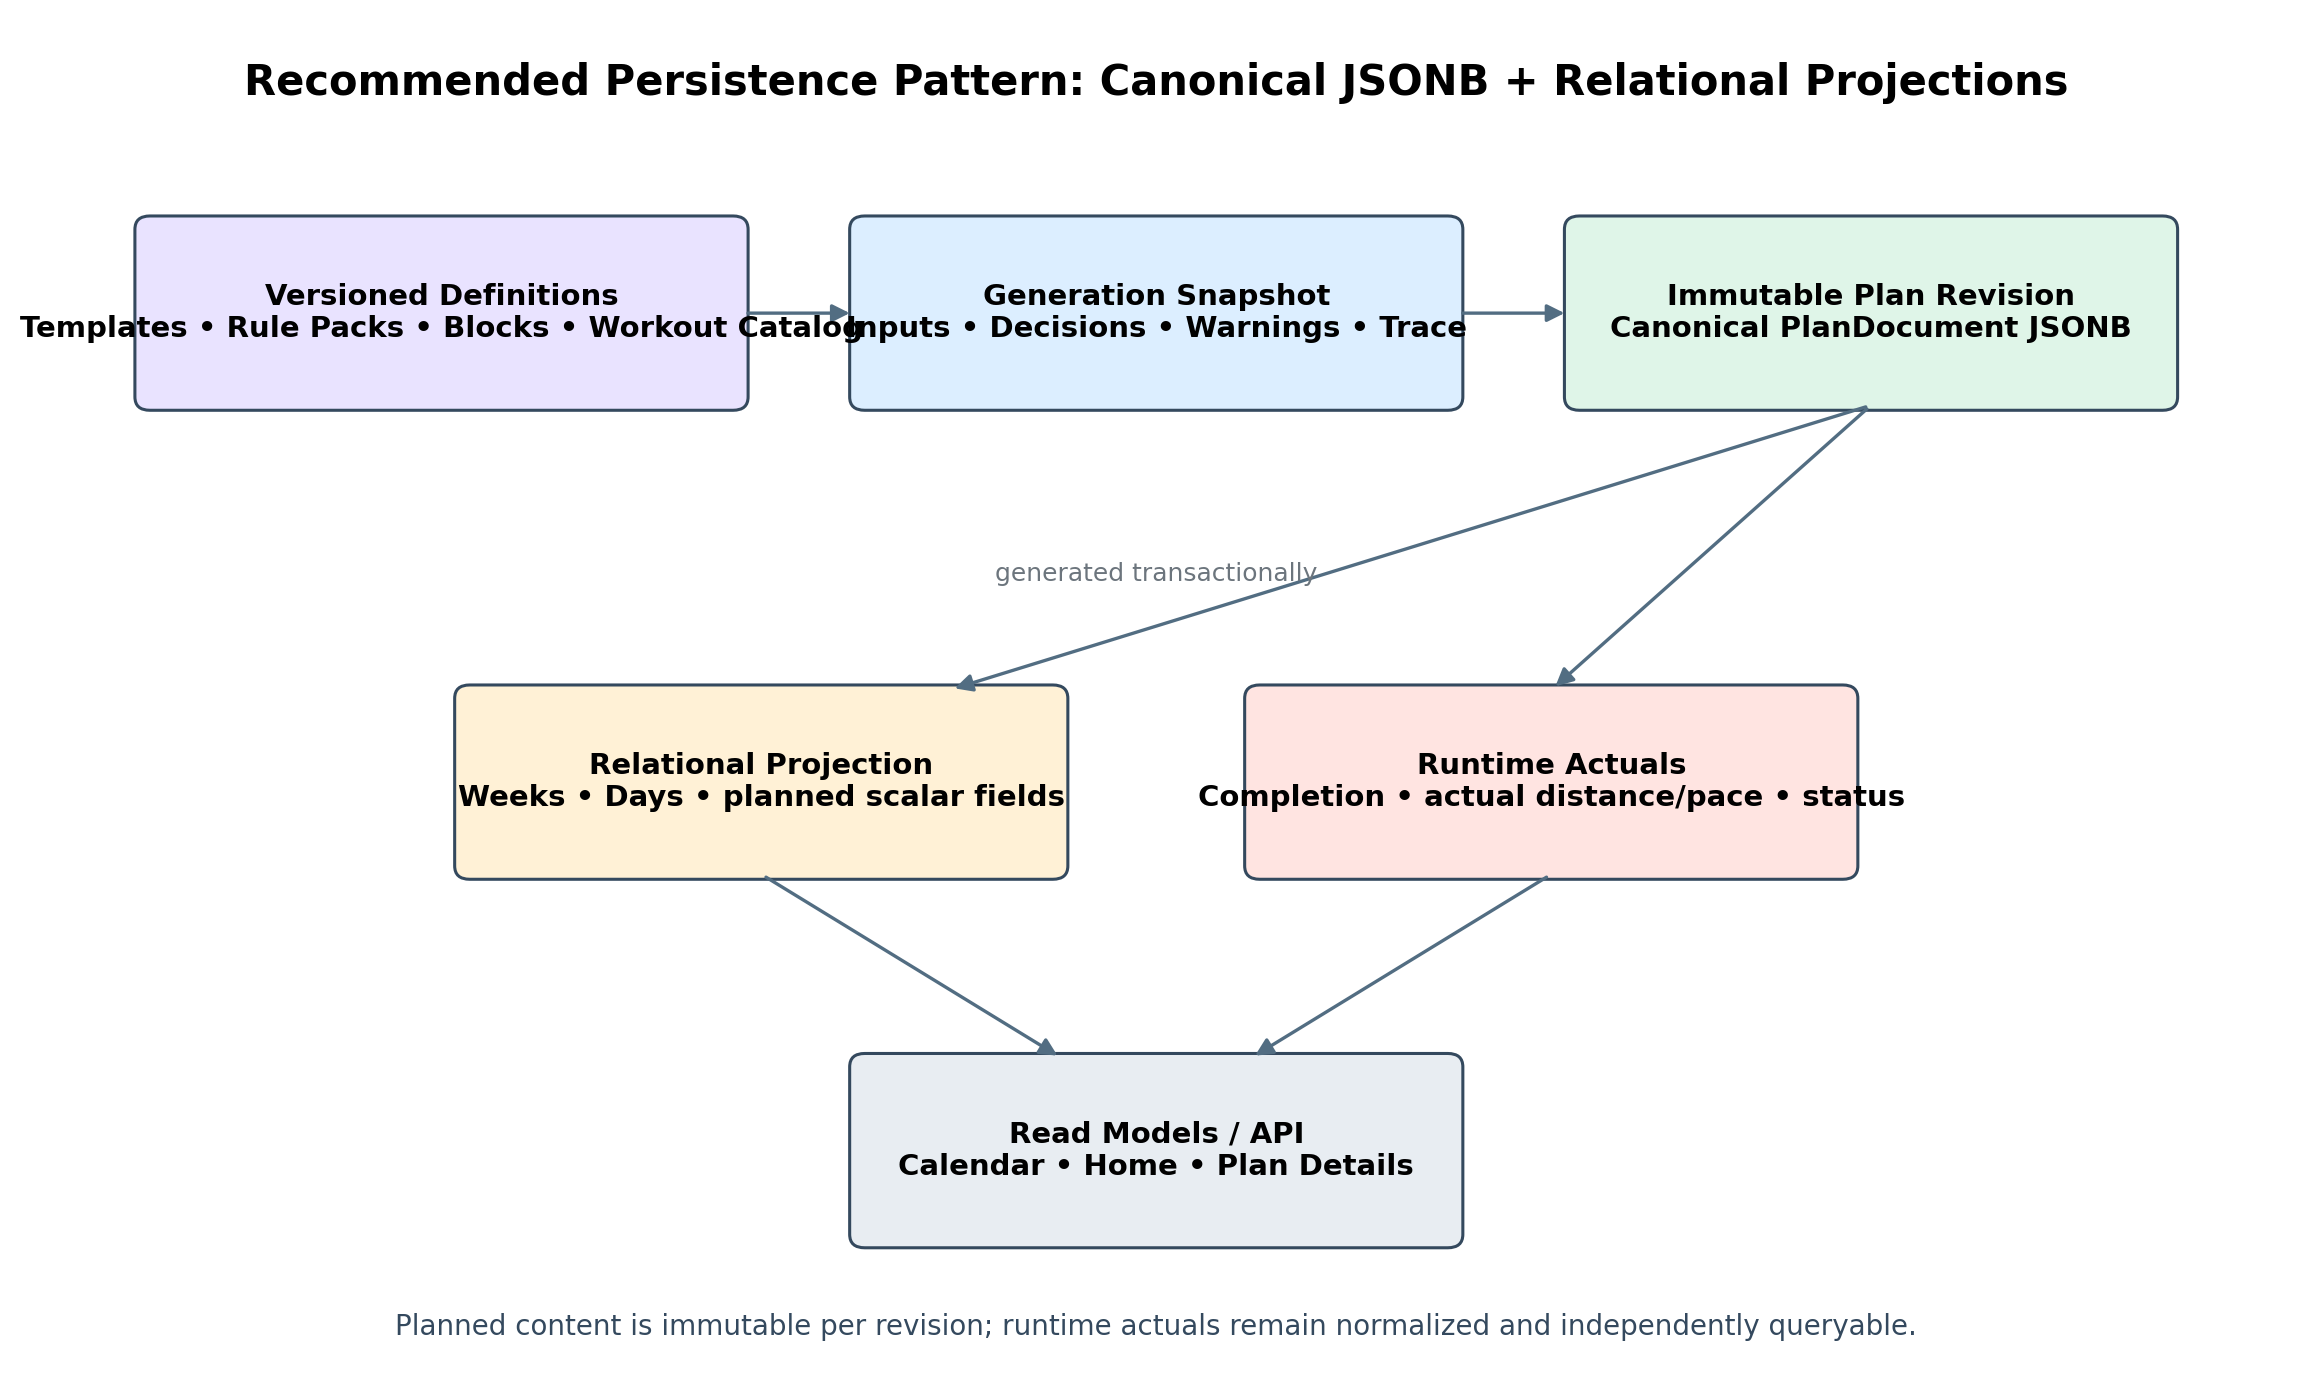 Recommended Persistence Pattern: Canonical JSONB + Relational Projections
Versioned Definitions
Templates • Rule Packs • Blocks • Workout Catalog
Generation Snapshot
Inputs • Decisions • Warnings • Trace
Immutable Plan Revision
Canonical PlanDocument JSONB
generated transactionally
Relational Projection
Weeks • Days • planned scalar fields
Runtime Actuals
Completion • actual distance/pace • status
Read Models / API
Calendar • Home • Plan Details
Planned content is immutable per revision; runtime actuals remain normalized and independently queryable.